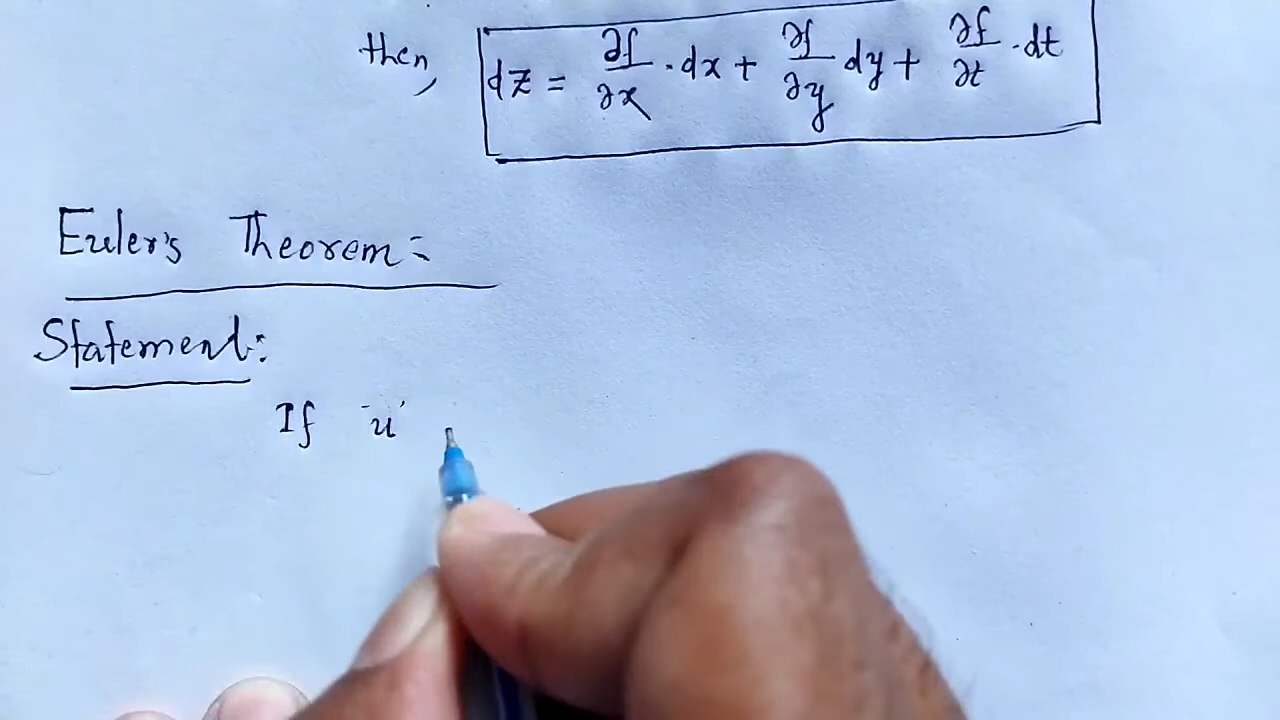 then, dz = ∂f/∂x . dx + ∂f/∂y dy + ∂f/∂t . dt
Euler's Theorem:-
Statement:
If 'u'